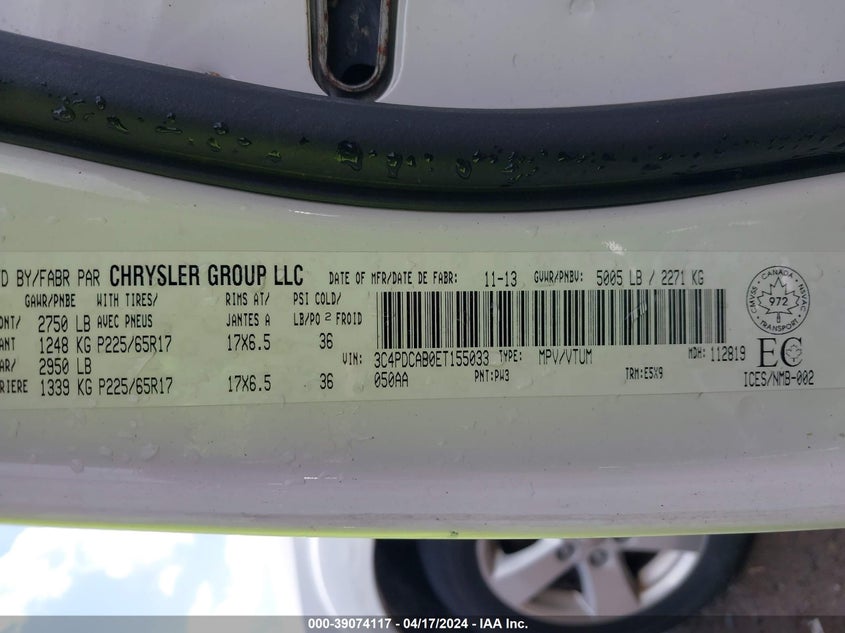 D BY/FABR PAR CHRYSLER GROUP LLC DATE OF MFR/DATE DE FABR: 11-13 GVWR/PNBV: 5005 LB / 2271 KG
GAWR/PNBE WITH TIRES/ RIMS AT/ PSI COLD/
ONT/ 2750 LB AVEC PNEUS JANTES A LB/PO 2 FROID
ANT 1248 KG P225/65R17 17X6.5 36
AR/ 2950 LB
RIERE 1339 KG P225/65R17 17X6.5 36
VIN: 3C4PDCAB0ET155033 TYPE: MPV/VTUM MDH: 112819
050AA PNT:PW3 TRM:E5X9
CMVSS · CANADA · NSVAC
972
· TRANSPORT ·
EC
ICES/NMB-002
000-39074117 - 04/17/2024 - IAA Inc.